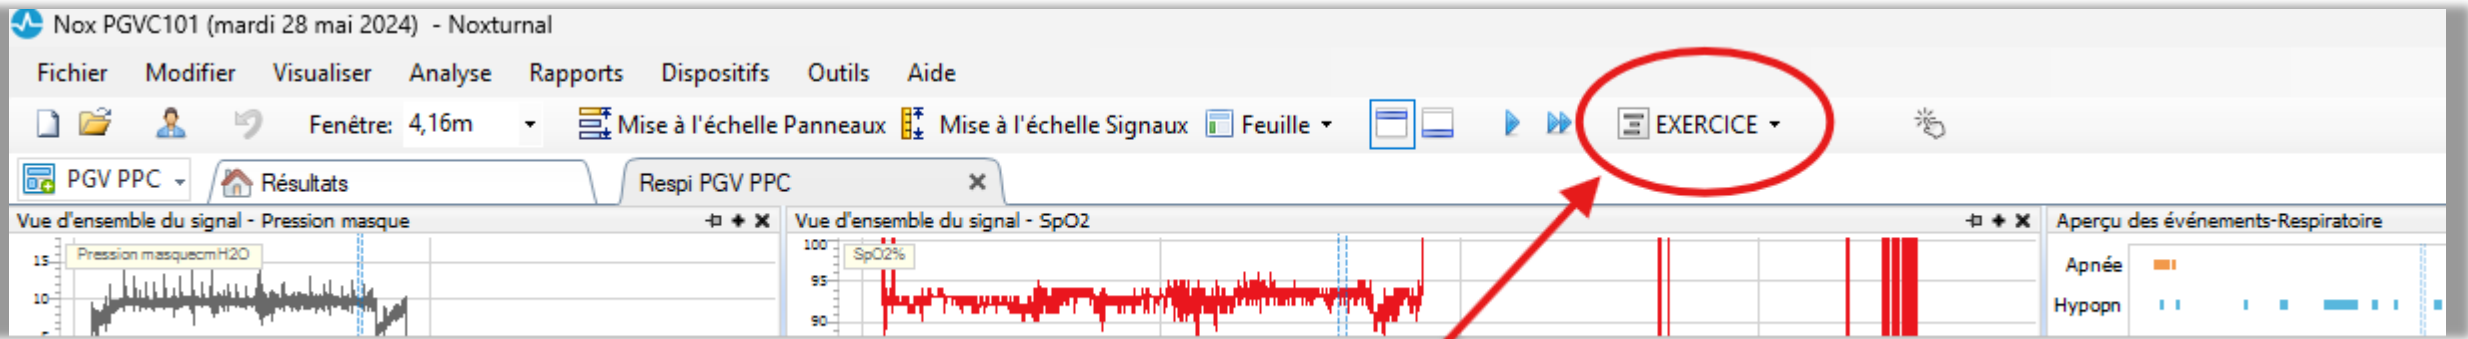 Nox PGVC101 (mardi 28 mai 2024) - Noxturnal
Fichier Modifier Visualiser Analyse Rapports Dispositifs Outils Aide
Fenêtre: 4,16m Mise à l'échelle Panneaux Mise à l'échelle Signaux Feuille EXERCICE
PGV PPC Résultats Respi PGV PPC
Vue d'ensemble du signal - Pression masque Vue d'ensemble du signal - SpO2 Aperçu des événements-Respiratoire
Pression masquecmH2O
15
10
SpO2%
100
95
90
Apnée
Hypopn